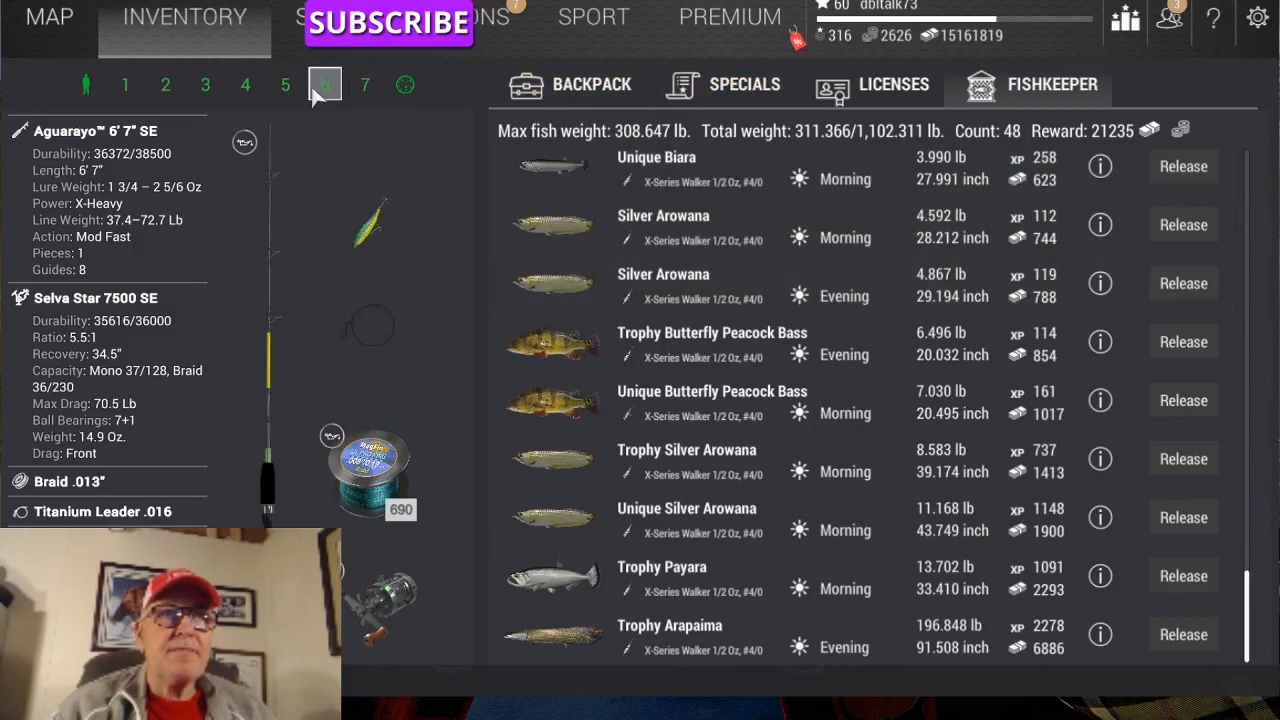 MAP INVENTORY S SUBSCRIBE ONS 7 SPORT PREMIUM 60 dbltalk73 3
316 2626 15161819
1 2 3 4 5 6 7 BACKPACK SPECIALS LICENSES FISHKEEPER
Aguarayo™ 6' 7" SE
Durability: 36372/38500
Length: 6' 7"
Lure Weight: 1 3/4 – 2 5/6 Oz
Power: X-Heavy
Line Weight: 37.4–72.7 Lb
Action: Mod Fast
Pieces: 1
Guides: 8
Selva Star 7500 SE
Durability: 35616/36000
Ratio: 5.5:1
Recovery: 34.5"
Capacity: Mono 37/128, Braid
36/230
Max Drag: 70.5 Lb
Ball Bearings: 7+1
Weight: 14.9 Oz.
Drag: Front
Braid .013"
Titanium Leader .016
MagFin
690
Max fish weight: 308.647 lb. Total weight: 311.366/1,102.311 lb. Count: 48 Reward: 21235
Unique Biara 3.990 lb XP 258 Release
X-Series Walker 1/2 Oz, #4/0 Morning 27.991 inch 623
Silver Arowana 4.592 lb XP 112 Release
X-Series Walker 1/2 Oz, #4/0 Morning 28.212 inch 744
Silver Arowana 4.867 lb XP 119 Release
X-Series Walker 1/2 Oz, #4/0 Evening 29.194 inch 788
Trophy Butterfly Peacock Bass 6.496 lb XP 114 Release
X-Series Walker 1/2 Oz, #4/0 Evening 20.032 inch 854
Unique Butterfly Peacock Bass 7.030 lb XP 161 Release
X-Series Walker 1/2 Oz, #4/0 Morning 20.495 inch 1017
Trophy Silver Arowana 8.583 lb XP 737 Release
X-Series Walker 1/2 Oz, #4/0 Morning 39.174 inch 1413
Unique Silver Arowana 11.168 lb XP 1148 Release
X-Series Walker 1/2 Oz, #4/0 Morning 43.749 inch 1900
Trophy Payara 13.702 lb XP 1091 Release
X-Series Walker 1/2 Oz, #4/0 Morning 33.410 inch 2293
Trophy Arapaima 196.848 lb XP 2278 Release
X-Series Walker 1/2 Oz, #4/0 Evening 91.508 inch 6886